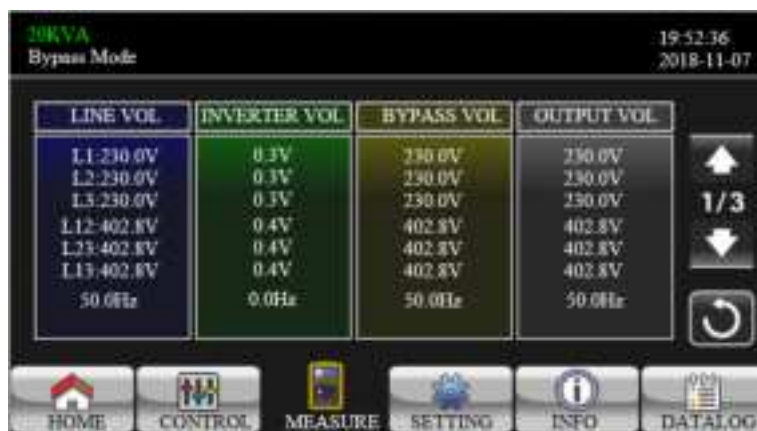 20KVA
Bypass Mode
19:52:36
2018-11-07
LINE VOL
INVERTER VOL
BYPASS VOL
OUTPUT VOL
L1:230.0V 0.3V 230.0V 230.0V
L2:230.0V 0.3V 230.0V 230.0V
L3:230.0V 0.3V 230.0V 230.0V
L12:402.8V 0.4V 402.8V 402.8V
L23:402.8V 0.4V 402.8V 402.8V
L13:402.8V 0.4V 402.8V 402.8V
50.0Hz 0.0Hz 50.0Hz 50.0Hz
1/3
HOME
CONTROL
MEASURE
SETTING
INFO
DATALOG